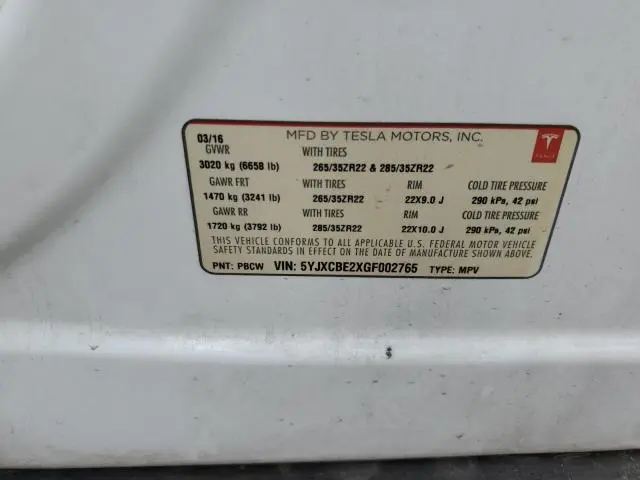 03/16 MFD BY TESLA MOTORS, INC.
GVWR WITH TIRES
3020 kg (6658 lb) 265/35ZR22 & 285/35ZR22
GAWR FRT WITH TIRES RIM COLD TIRE PRESSURE
1470 kg (3241 lb) 265/35ZR22 22X9.0 J 290 kPa, 42 psi
GAWR RR WITH TIRES RIM COLD TIRE PRESSURE
1720 kg (3792 lb) 285/35ZR22 22X10.0 J 290 kPa, 42 psi
THIS VEHICLE CONFORMS TO ALL APPLICABLE U.S. FEDERAL MOTOR VEHICLE
SAFETY STANDARDS IN EFFECT ON THE DATE OF MANUFACTURE SHOWN ABOVE.
PNT: PBCW VIN: 5YJXCBE2XGF002765 TYPE: MPV
TESLA